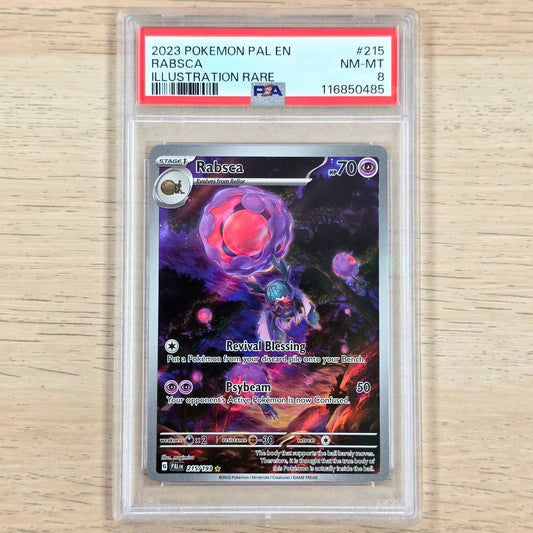 2023 POKEMON PAL EN #215
RABSCA NM-MT
ILLUSTRATION RARE 8
PSA 116850485
STAGE 1
Rabsca HP 70
Evolves from Rellor
Revival Blessing
Put a Pokémon from your discard pile onto your Bench.
Psybeam 50
Your opponent's Active Pokémon is now Confused.
weakness ×2 resistance -30 retreat
Illus.
The body that supports the ball barely moves.
Therefore, it is thought that the true body of
this Pokémon is actually inside the ball.
G PAL EN 215/193
©2023 Pokémon / Nintendo / Creatures / GAME FREAK